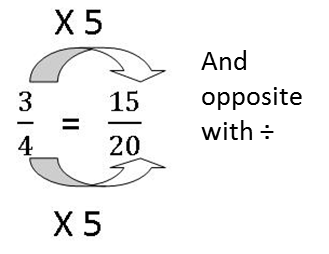 X 5
3/4 = 15/20
And
opposite
with ÷
X 5